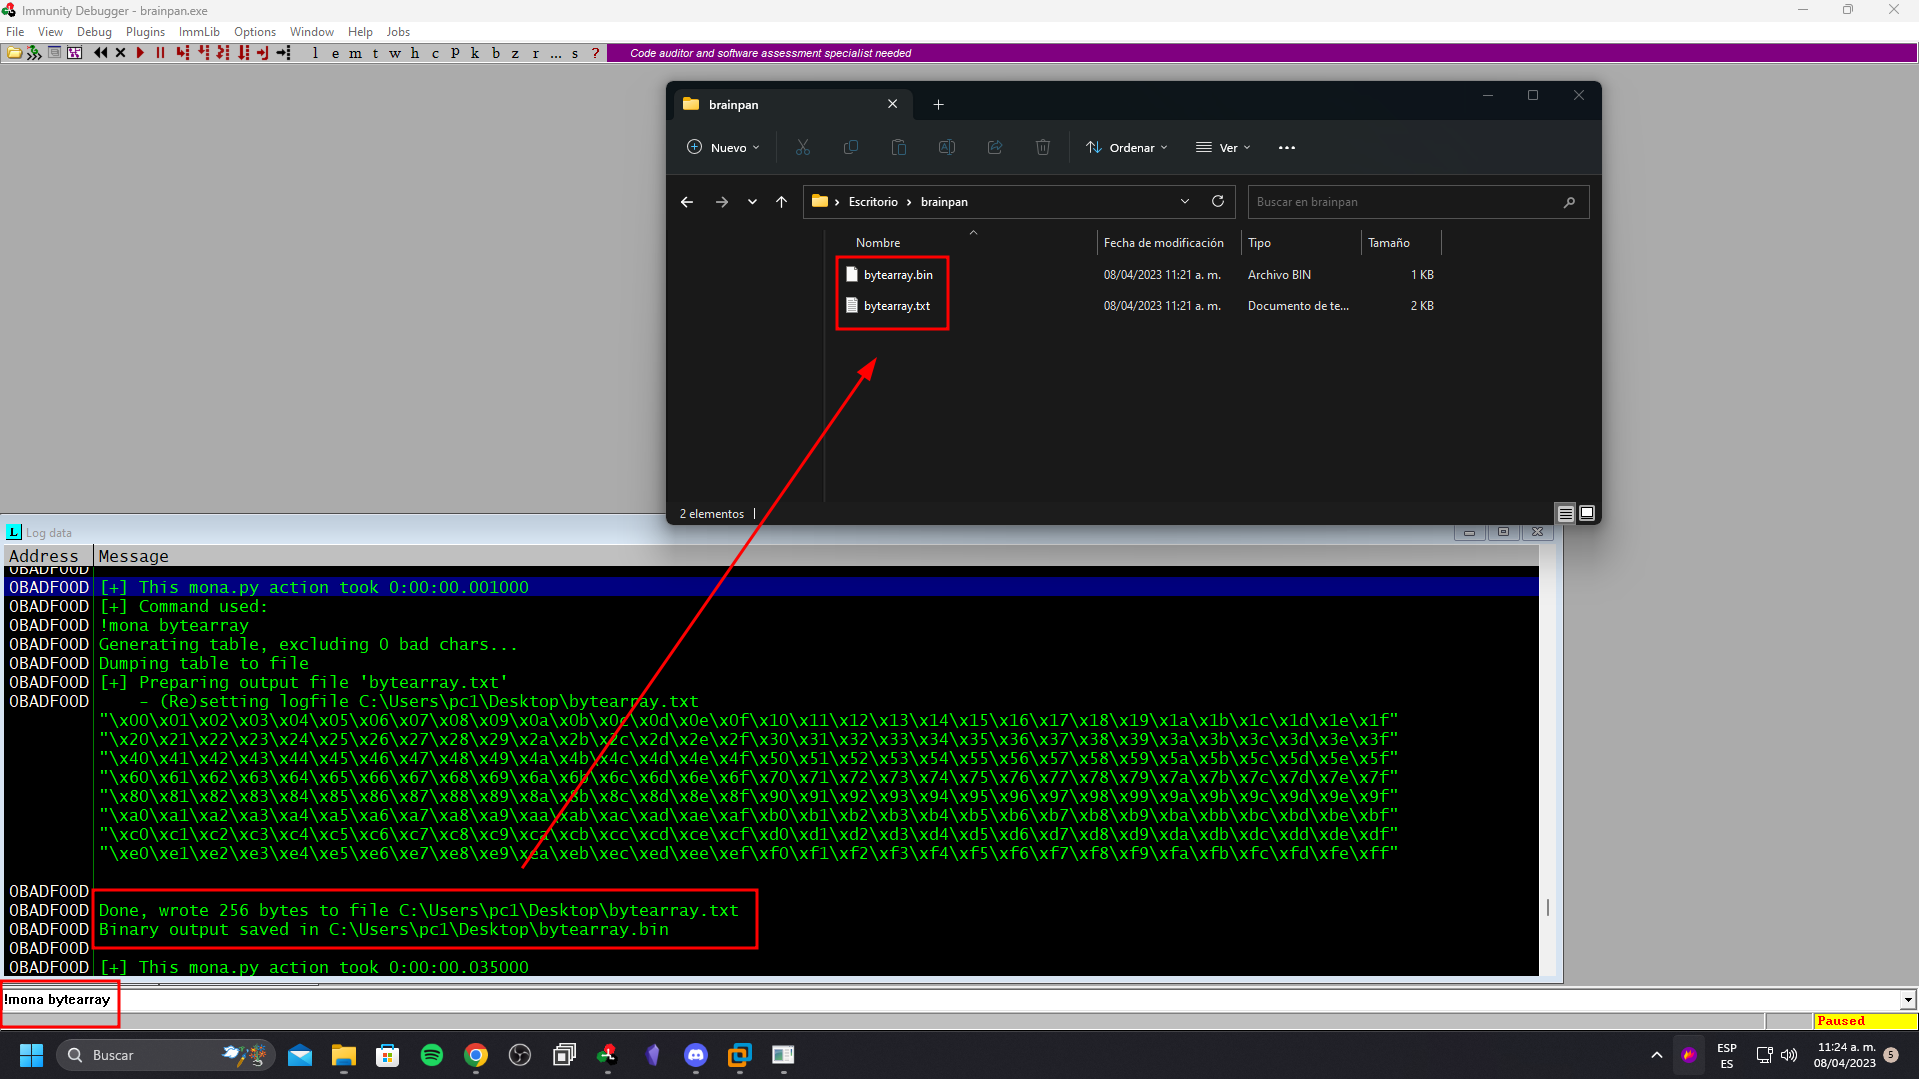 Immunity Debugger - brainpan.exe
File View Debug Plugins ImmLib Options Window Help Jobs
l e m t w h c p k b z r ... s ? Code auditor and software assessment specialist needed
brainpan
Nuevo Ordenar Ver
Escritorio brainpan Buscar en brainpan
Nombre Fecha de modificación Tipo Tamaño
bytearray.bin 08/04/2023 11:21 a. m. Archivo BIN 1 KB
bytearray.txt 08/04/2023 11:21 a. m. Documento de te... 2 KB
2 elementos
L Log data
Address Message
0BADF00D
0BADF00D [+] This mona.py action took 0:00:00.001000
0BADF00D [+] Command used:
0BADF00D !mona bytearray
0BADF00D Generating table, excluding 0 bad chars...
0BADF00D Dumping table to file
0BADF00D [+] Preparing output file 'bytearray.txt'
0BADF00D - (Re)setting logfile C:\Users\pc1\Desktop\bytearray.txt
"\x00\x01\x02\x03\x04\x05\x06\x07\x08\x09\x0a\x0b\x0c\x0d\x0e\x0f\x10\x11\x12\x13\x14\x15\x16\x17\x18\x19\x1a\x1b\x1c\x1d\x1e\x1f"
"\x20\x21\x22\x23\x24\x25\x26\x27\x28\x29\x2a\x2b\x2c\x2d\x2e\x2f\x30\x31\x32\x33\x34\x35\x36\x37\x38\x39\x3a\x3b\x3c\x3d\x3e\x3f"
"\x40\x41\x42\x43\x44\x45\x46\x47\x48\x49\x4a\x4b\x4c\x4d\x4e\x4f\x50\x51\x52\x53\x54\x55\x56\x57\x58\x59\x5a\x5b\x5c\x5d\x5e\x5f"
"\x60\x61\x62\x63\x64\x65\x66\x67\x68\x69\x6a\x6b\x6c\x6d\x6e\x6f\x70\x71\x72\x73\x74\x75\x76\x77\x78\x79\x7a\x7b\x7c\x7d\x7e\x7f"
"\x80\x81\x82\x83\x84\x85\x86\x87\x88\x89\x8a\x8b\x8c\x8d\x8e\x8f\x90\x91\x92\x93\x94\x95\x96\x97\x98\x99\x9a\x9b\x9c\x9d\x9e\x9f"
"\xa0\xa1\xa2\xa3\xa4\xa5\xa6\xa7\xa8\xa9\xaa\xab\xac\xad\xae\xaf\xb0\xb1\xb2\xb3\xb4\xb5\xb6\xb7\xb8\xb9\xba\xbb\xbc\xbd\xbe\xbf"
"\xc0\xc1\xc2\xc3\xc4\xc5\xc6\xc7\xc8\xc9\xca\xcb\xcc\xcd\xce\xcf\xd0\xd1\xd2\xd3\xd4\xd5\xd6\xd7\xd8\xd9\xda\xdb\xdc\xdd\xde\xdf"
"\xe0\xe1\xe2\xe3\xe4\xe5\xe6\xe7\xe8\xe9\xea\xeb\xec\xed\xee\xef\xf0\xf1\xf2\xf3\xf4\xf5\xf6\xf7\xf8\xf9\xfa\xfb\xfc\xfd\xfe\xff"
0BADF00D
0BADF00D Done, wrote 256 bytes to file C:\Users\pc1\Desktop\bytearray.txt
0BADF00D Binary output saved in C:\Users\pc1\Desktop\bytearray.bin
0BADF00D
0BADF00D [+] This mona.py action took 0:00:00.035000
!mona bytearray
Paused
Buscar ESP 11:24 a. m. 5
ES 08/04/2023